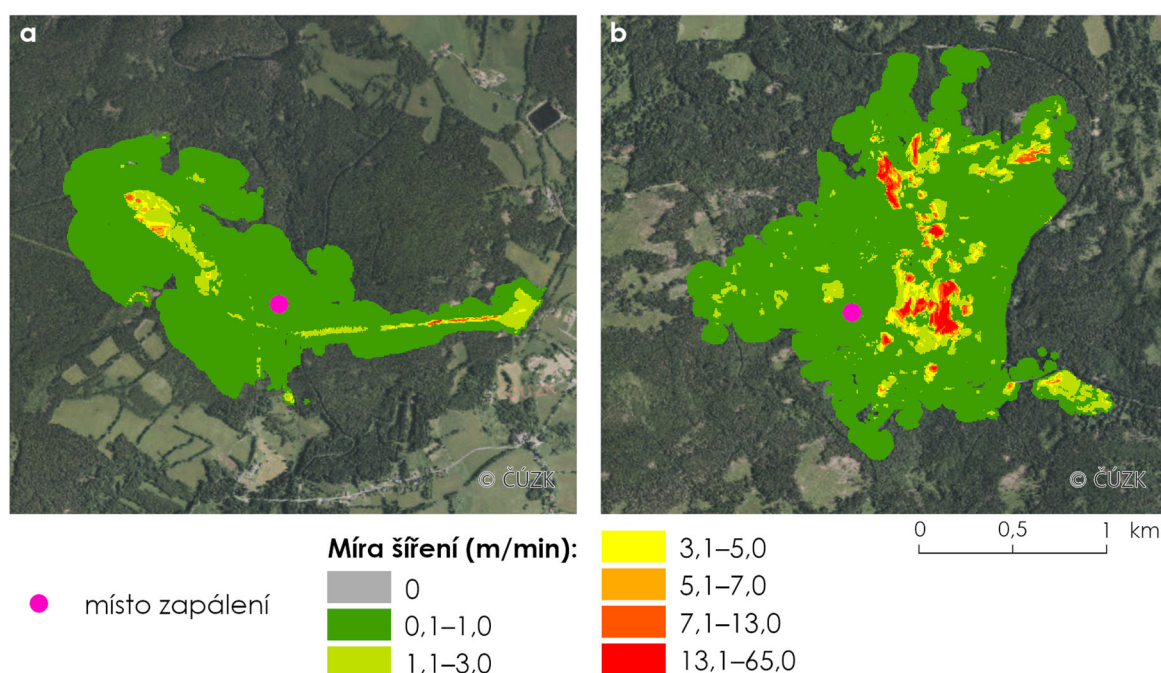 a
b
© ČÚZK
© ČÚZK
0 0,5 1 km
Míra šíření (m/min):
místo zapálení
0
0,1–1,0
1,1–3,0
3,1–5,0
5,1–7,0
7,1–13,0
13,1–65,0